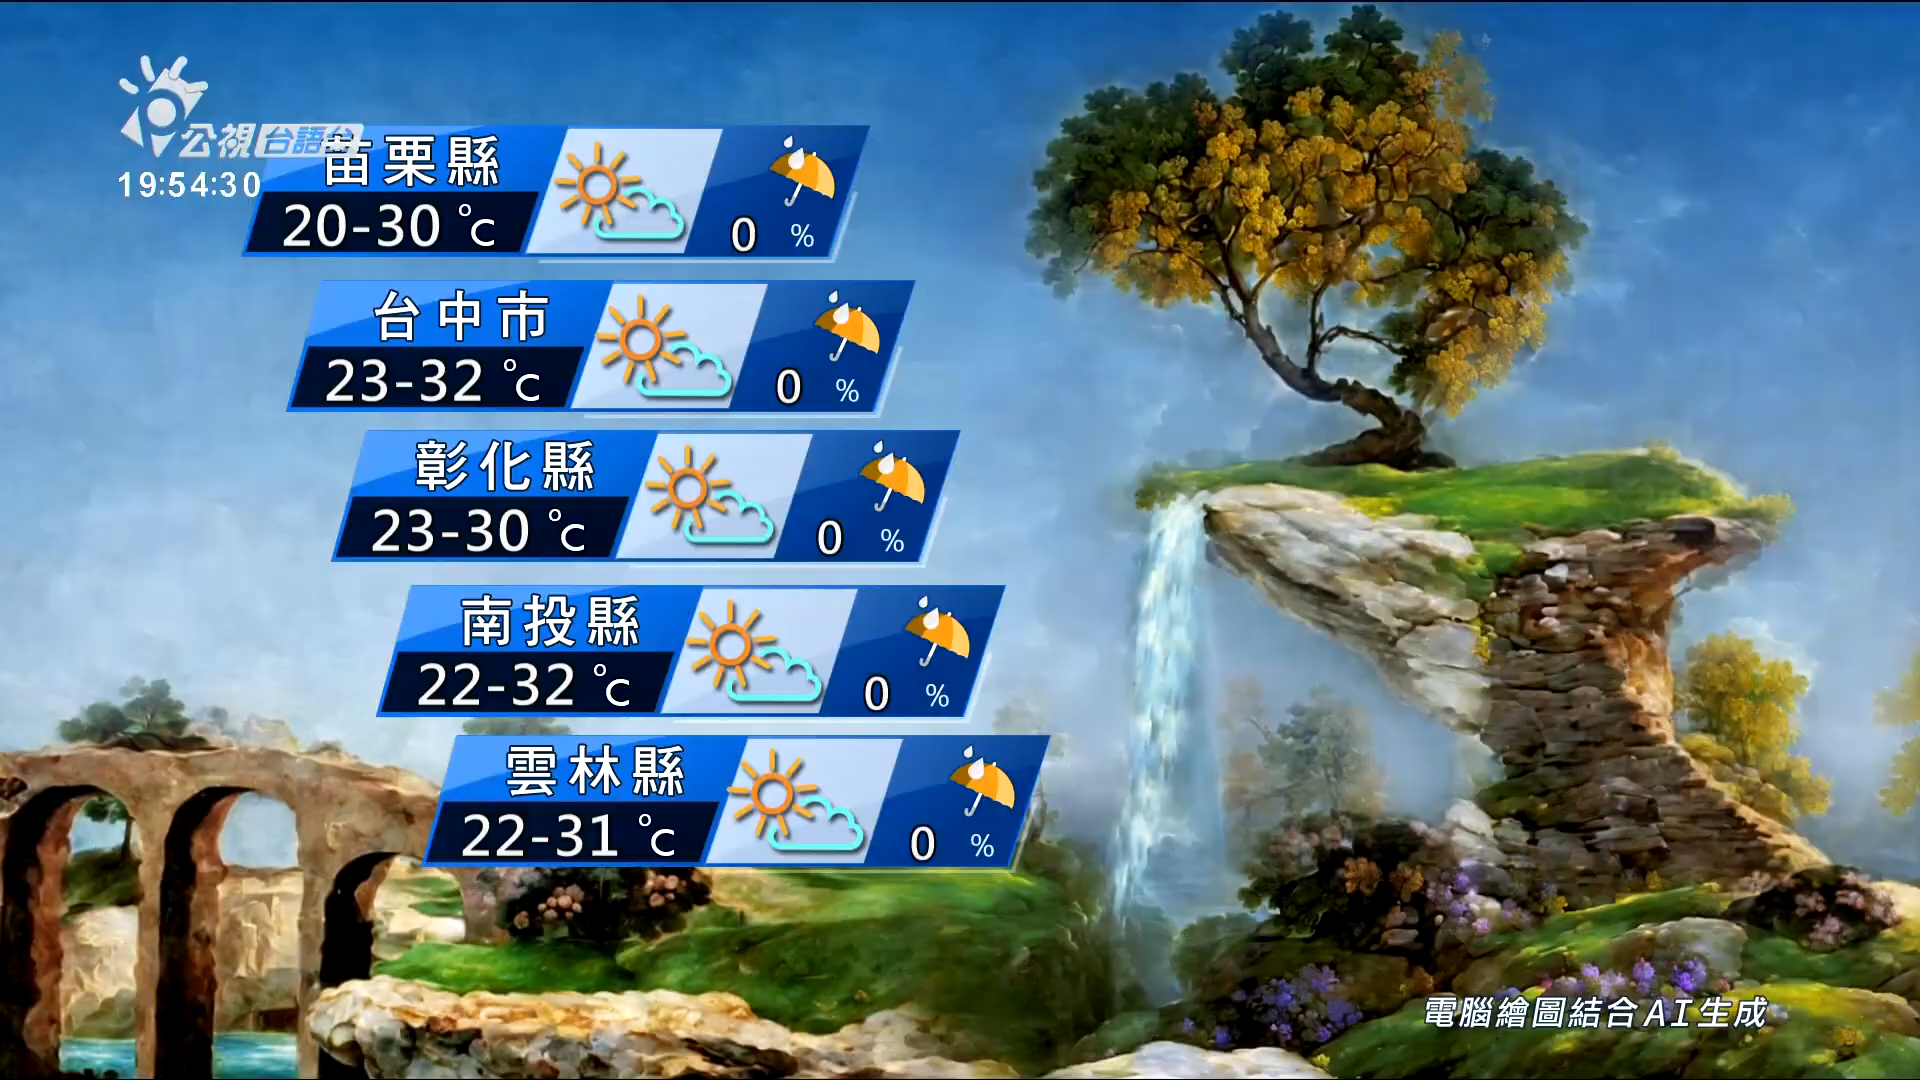 公視台語台
19:54:30
苗栗縣
20-30 ℃
0 %
台中市
23-32 ℃
0 %
彰化縣
23-30 ℃
0 %
南投縣
22-32 ℃
0 %
雲林縣
22-31 ℃
0 %
電腦繪圖結合AI生成